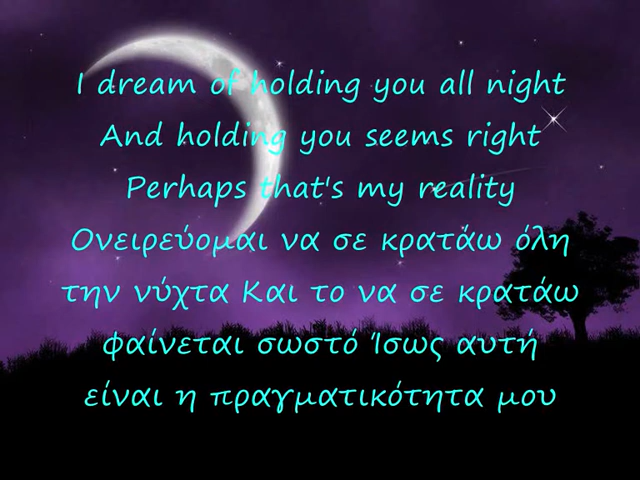 I dream of holding you all night
And holding you seems right
Perhaps that's my reality
Ονειρεύομαι να σε κρατάω όλη
την νύχτα Και το να σε κρατάω
φαίνεται σωστό Ίσως αυτή
είναι η πραγματικότητα μου